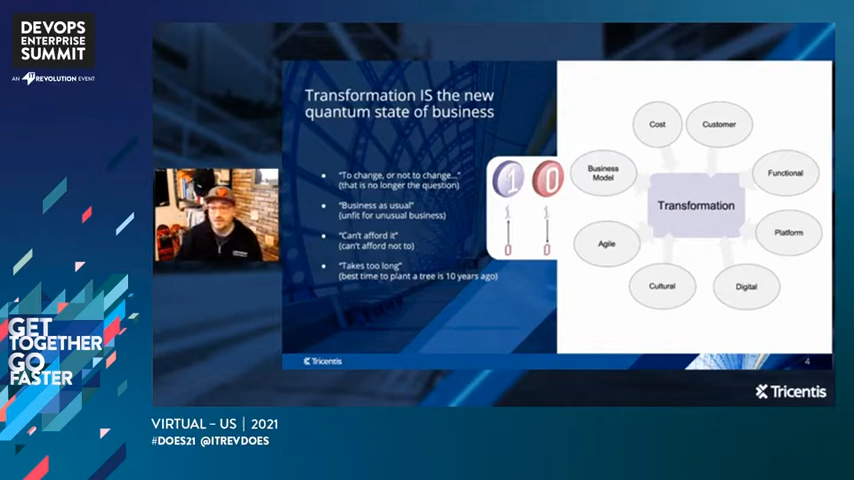 DEVOPS
ENTERPRISE
SUMMIT
AN IT REVOLUTION EVENT
Transformation IS the new
quantum state of business
“To change, or not to change...”
(that is no longer the question)
“Business as usual”
(unfit for unusual business)
“Can’t afford it”
(can’t afford not to)
“Takes too long”
(best time to plant a tree is 10 years ago)
1 0
1 1
0 0
Cost
Customer
Business
Model
Functional
Transformation
Agile
Platform
Cultural
Digital
Tricentis
4
Tricentis
GET
TOGETHER
GO
FASTER
VIRTUAL – US | 2021
#DOES21 @ITREVDOES